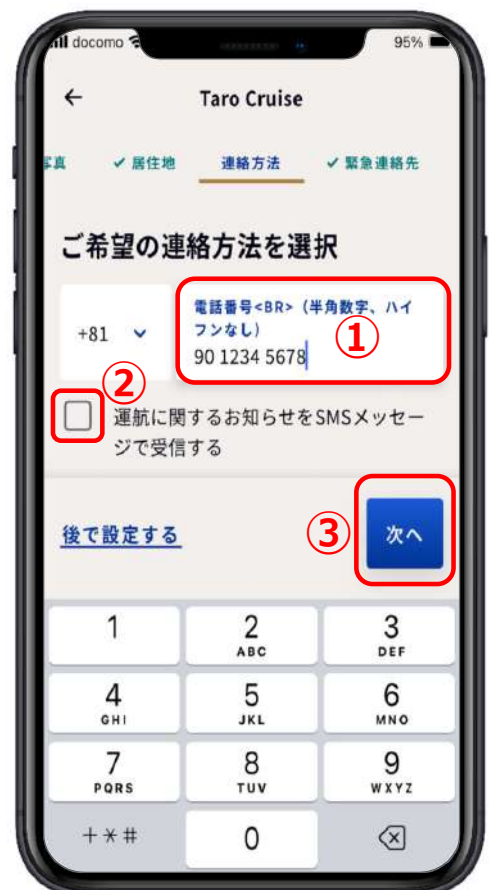 docomo 95%
← Taro Cruise
写真 ✓ 居住地 連絡方法 ✓ 緊急連絡先
ご希望の連絡方法を選択
+81
電話番号<BR>（半角数字、ハイ
フンなし）
90 1234 5678
①
②
運航に関するお知らせをSMSメッセー
ジで受信する
後で設定する
③
次へ
1 2 3
ABC DEF
4 5 6
GHI JKL MNO
7 8 9
PQRS TUV WXYZ
+*# 0